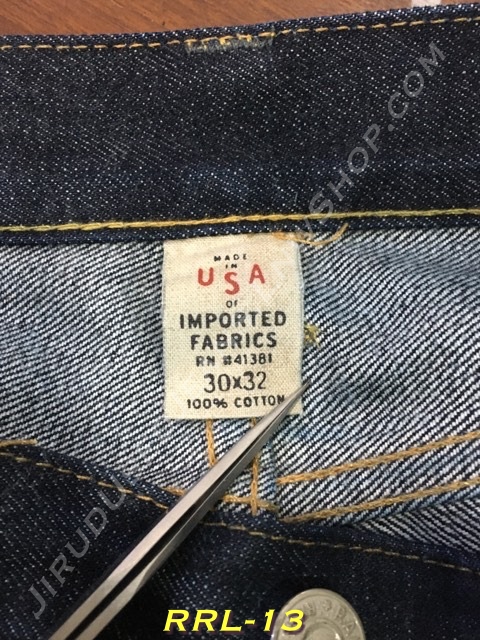 MADE
IN
USA
OF
IMPORTED
FABRICS
RN #41381
30x32
100% COTTON
RRL-13